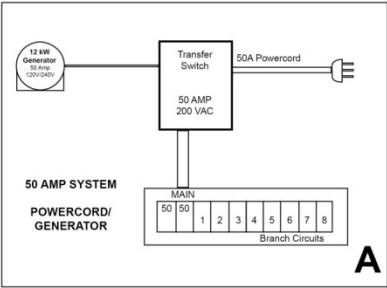 12 kW
Generator
50 Amp
120V/240V
Transfer
Switch
50A Powercord
50 AMP
200 VAC
50 AMP SYSTEM
POWERCORD/
GENERATOR
MAIN
50 50 1 2 3 4 5 6 7 8
Branch Circuits
A